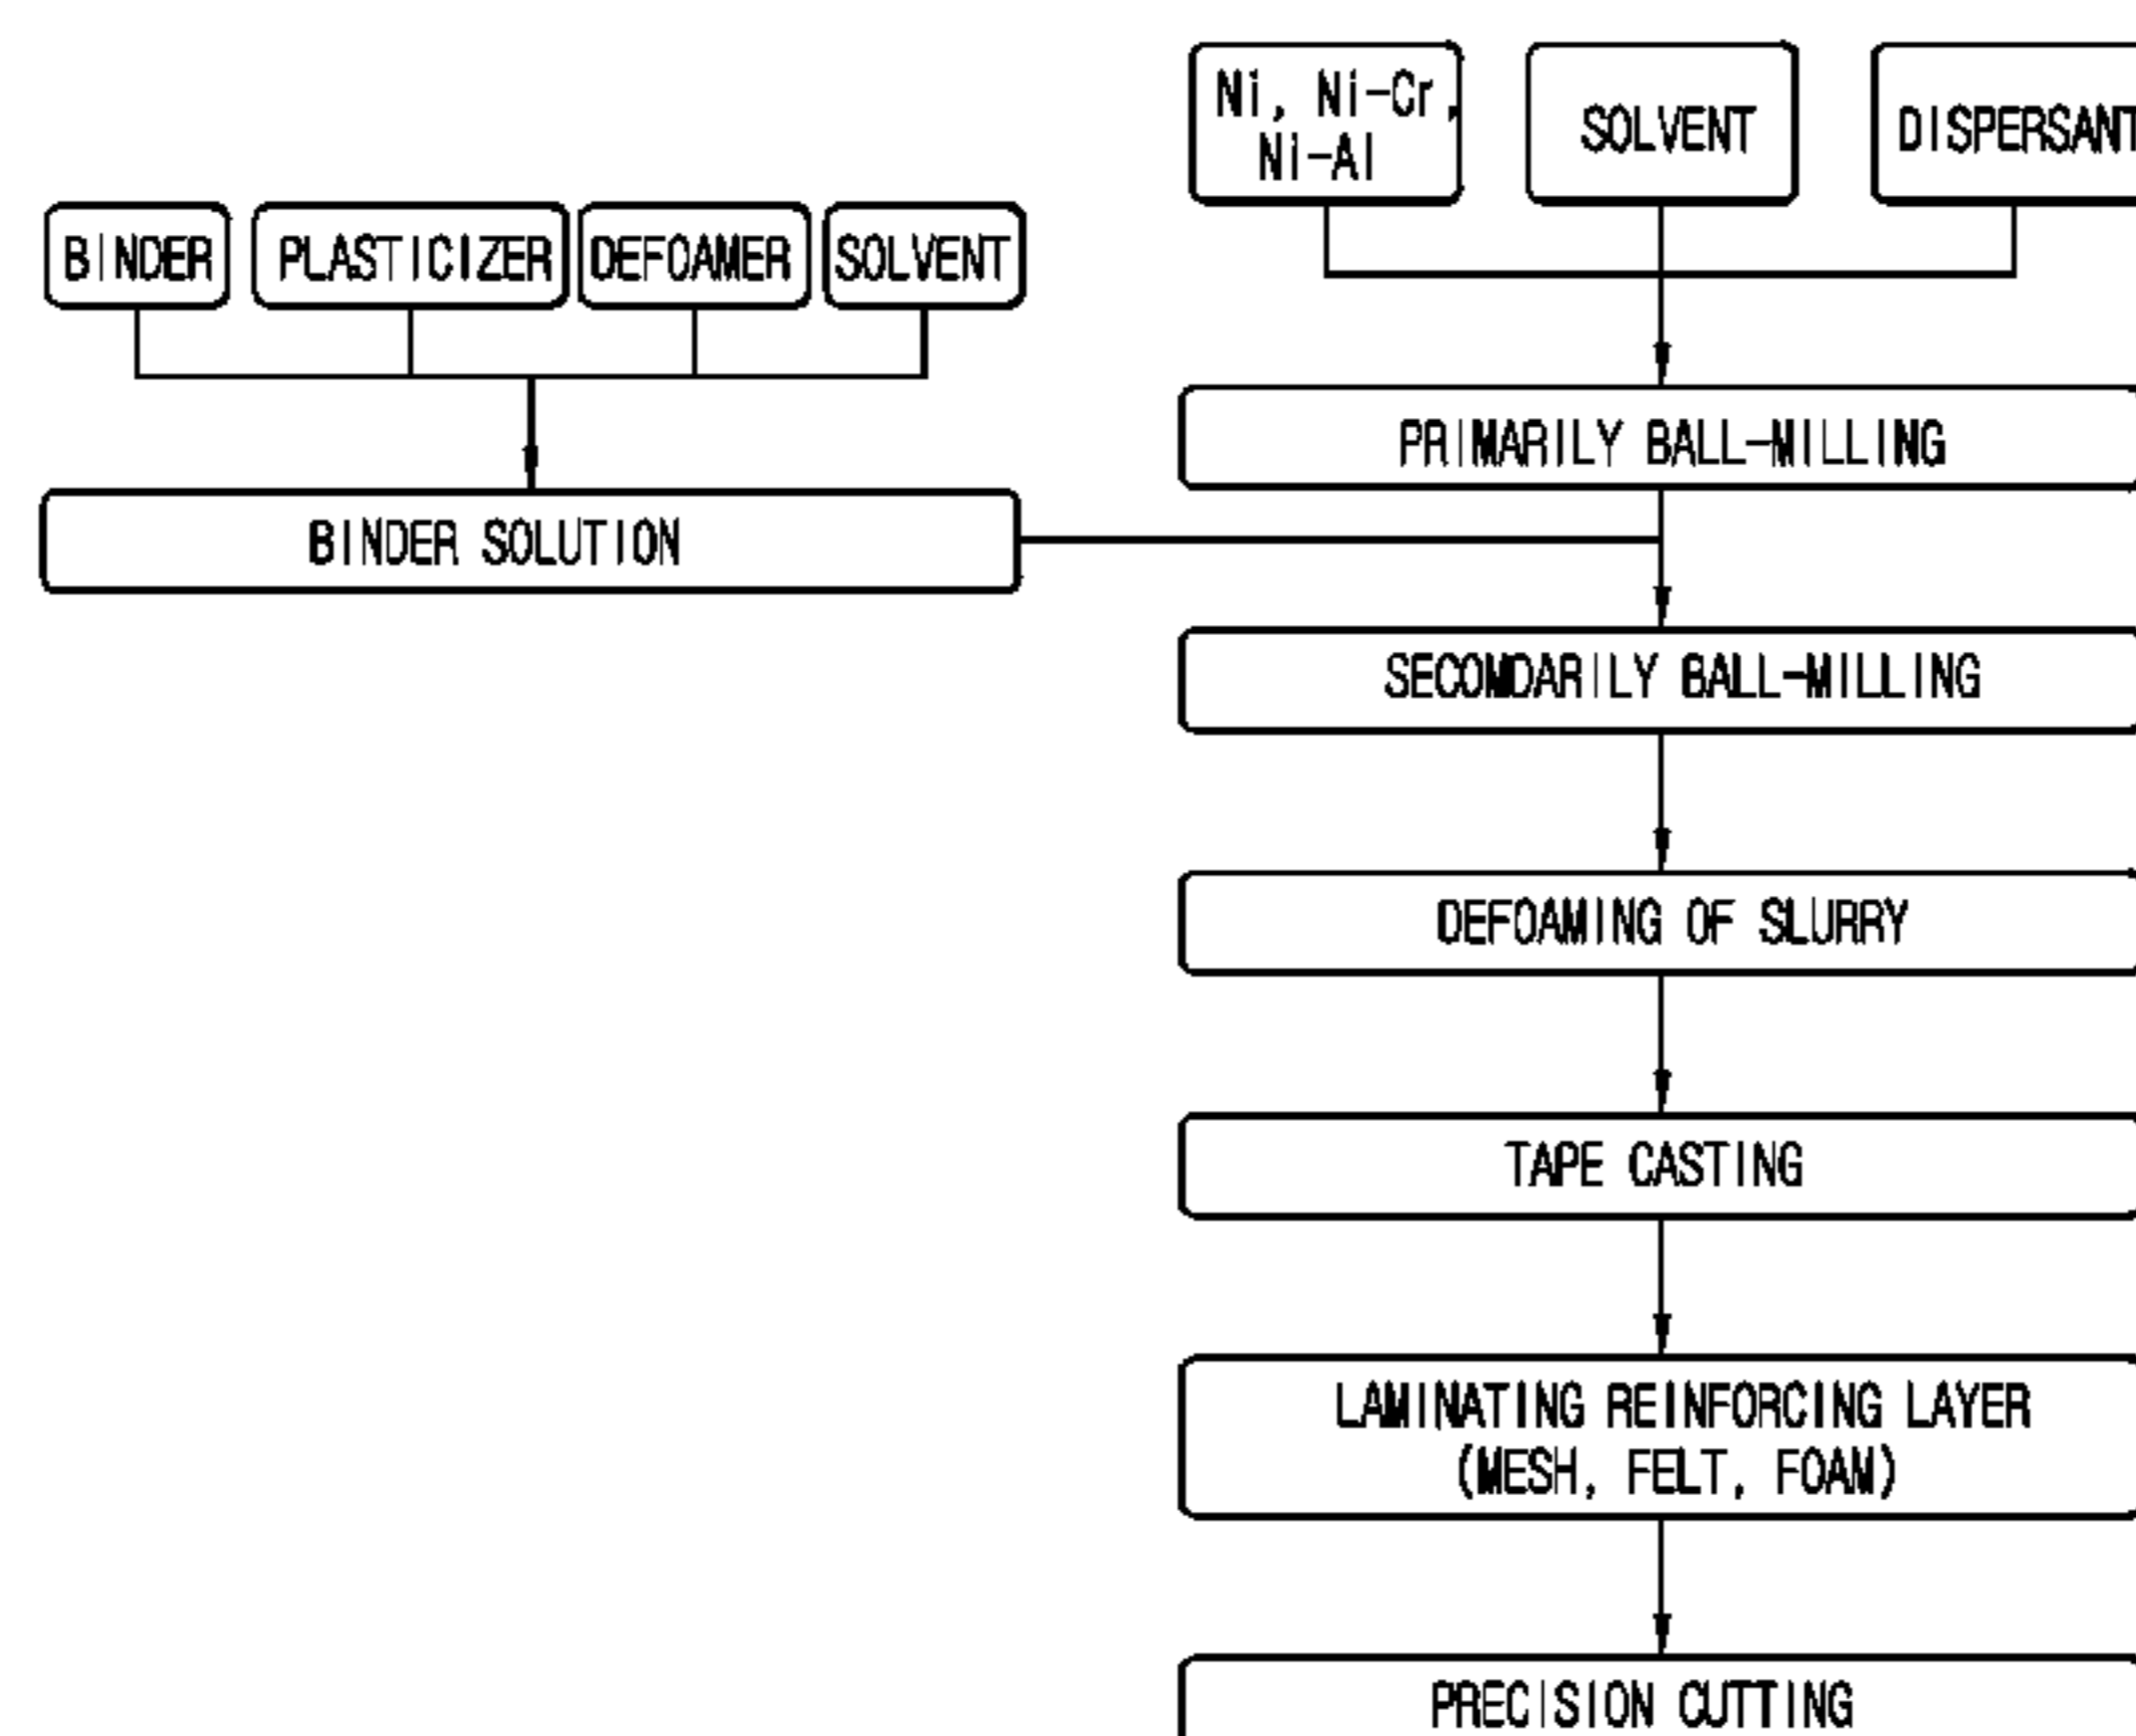 Ni, Ni-Cr,
Ni-Al
SOLVENT
DISPERSANT
BINDER
PLASTICIZER
DEFOAMER
SOLVENT
PRIMARILY BALL-MILLING
BINDER SOLUTION
SECOMDARILY BALL-MILLING
DEFOAMING OF SLURRY
TAPE CASTING
LAMINATING REINFORCING LAYER
(MESH, FELT, FOAM)
PRECISION CUTTING